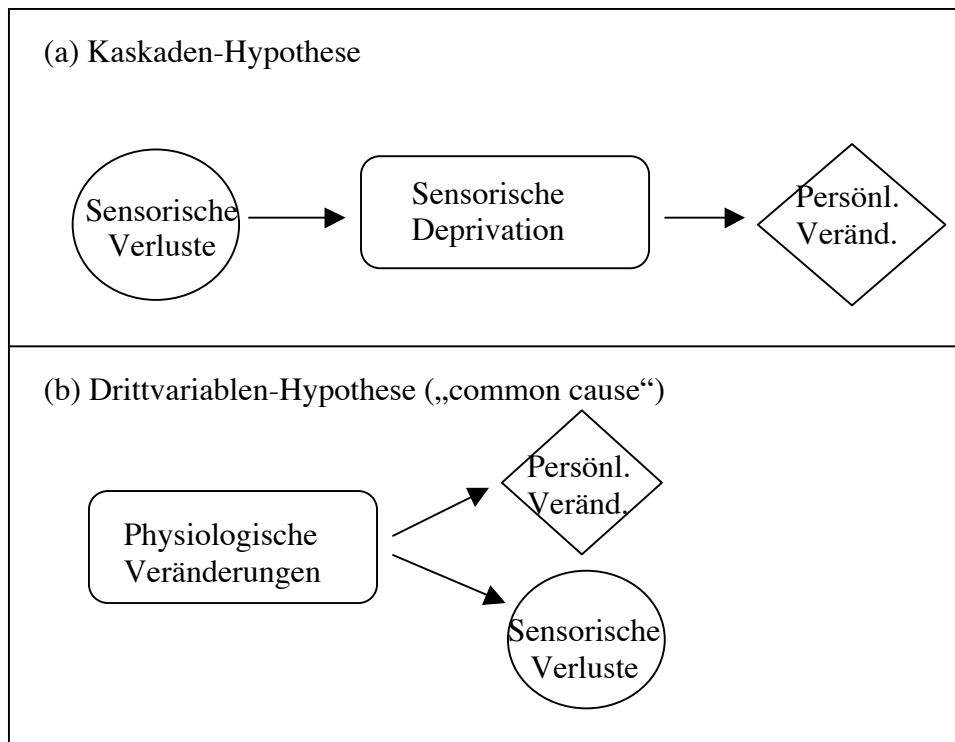 (a) Kaskaden-Hypothese
Sensorische
Verluste
Sensorische
Deprivation
Persönl.
Veränd.
(b) Drittvariablen-Hypothese („common cause“)
Persönl.
Veränd.
Physiologische
Veränderungen
Sensorische
Verluste